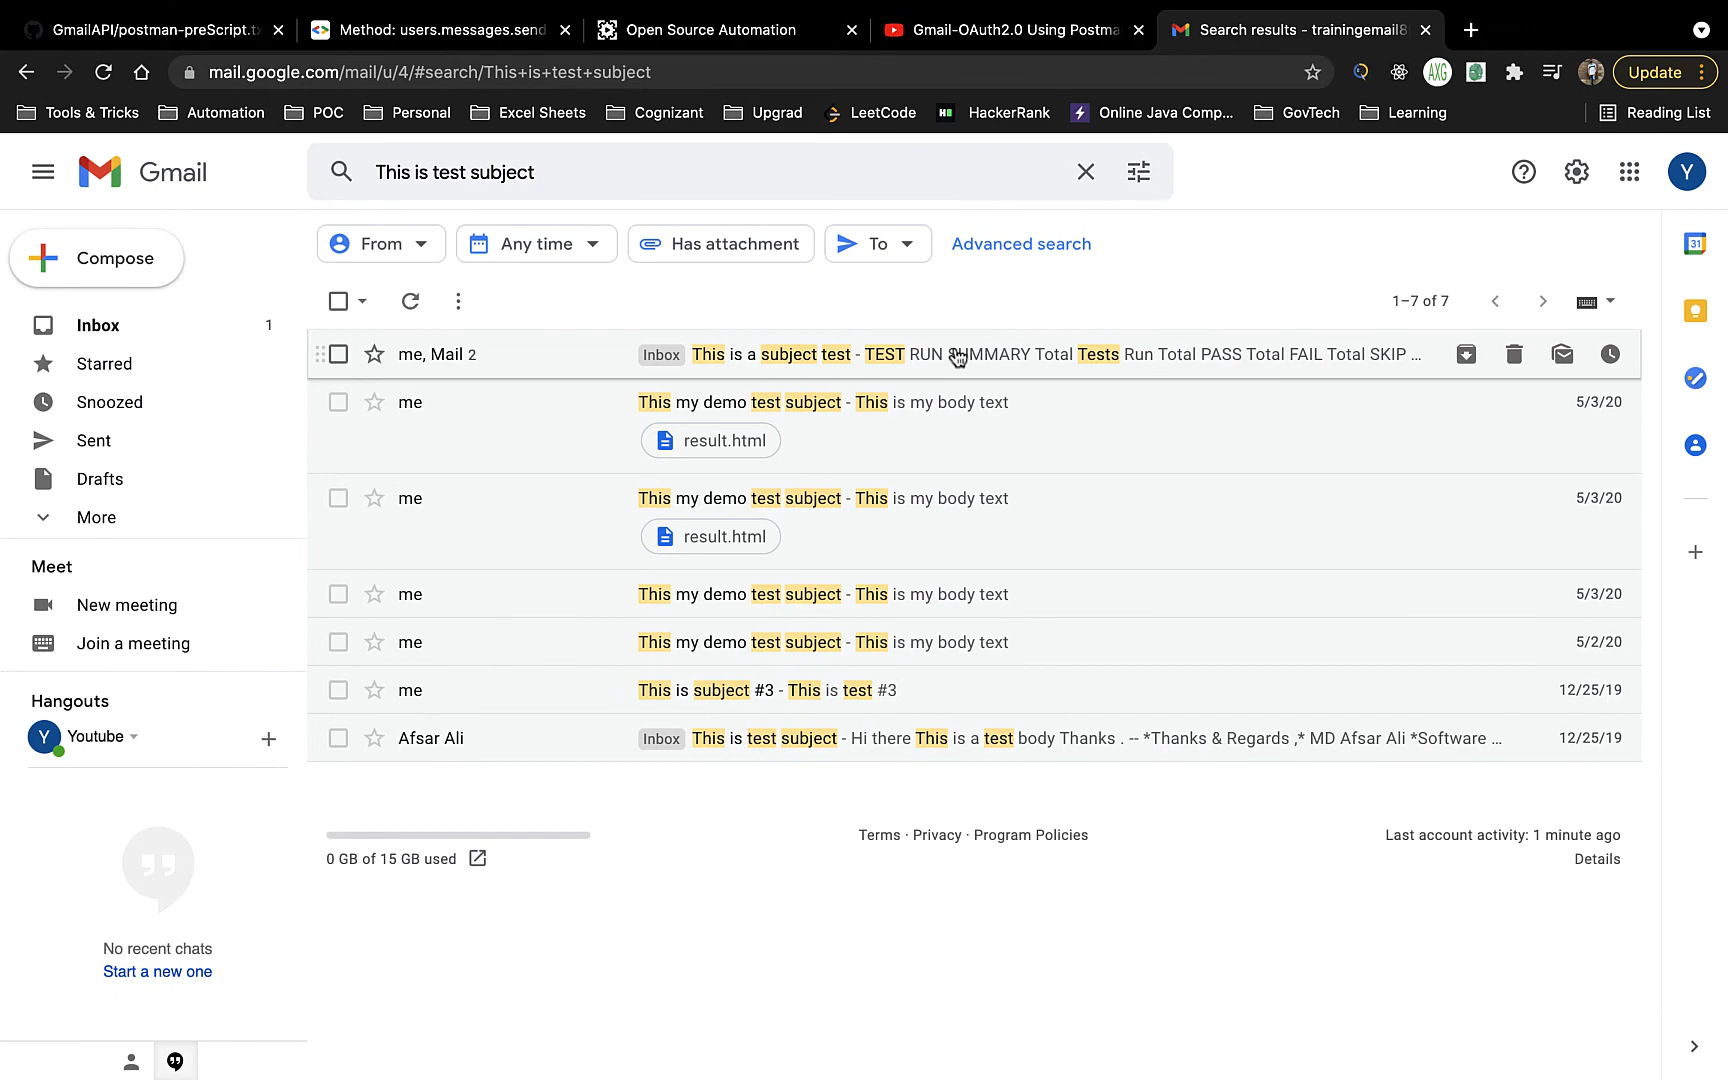 GmailAPI/postman-preScript.tx
Method: users.messages.send
Open Source Automation
Gmail-OAuth2.0 Using Postma
Search results - trainingemail8
mail.google.com/mail/u/4/#search/This+is+test+subject
AXG
Update
Tools & Tricks
Automation
POC
Personal
Excel Sheets
Cognizant
Upgrad
LeetCode
HackerRank
Online Java Comp...
GovTech
Learning
Reading List
Gmail
This is test subject
Y
Compose
From
Any time
Has attachment
To
Advanced search
31
1–7 of 7
Inbox 1
Starred
Snoozed
Sent
Drafts
More
me, Mail 2 Inbox This is a subject test - TEST RUN SUMMARY Total Tests Run Total PASS Total FAIL Total SKIP ...
me This my demo test subject - This is my body text 5/3/20
result.html
me This my demo test subject - This is my body text 5/3/20
result.html
me This my demo test subject - This is my body text 5/3/20
me This my demo test subject - This is my body text 5/2/20
me This is subject #3 - This is test #3 12/25/19
Afsar Ali Inbox This is test subject - Hi there This is a test body Thanks . -- *Thanks & Regards ,* MD Afsar Ali *Software ... 12/25/19
Meet
New meeting
Join a meeting
Hangouts
Y Youtube
No recent chats
Start a new one
0 GB of 15 GB used
Terms · Privacy · Program Policies
Last account activity: 1 minute ago
Details